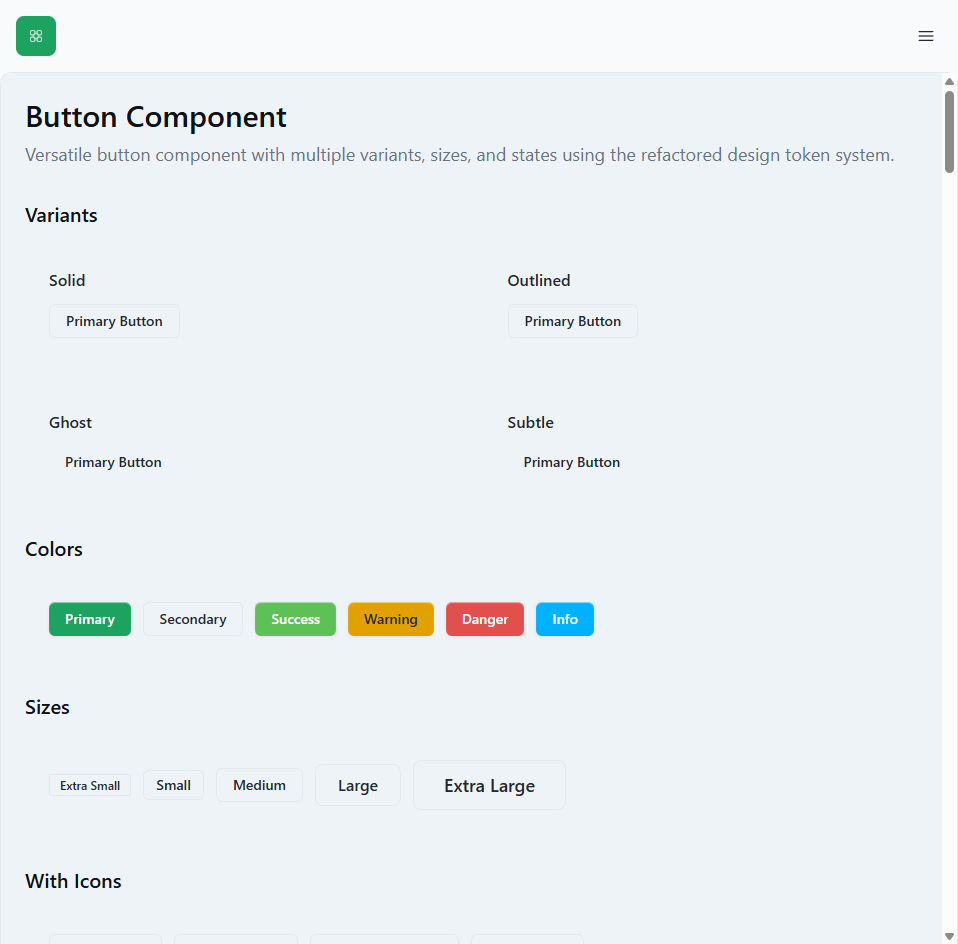 Button Component
Versatile button component with multiple variants, sizes, and states using the refactored design token system.
Variants
Solid
Outlined
Primary Button
Primary Button
Ghost
Subtle
Primary Button
Primary Button
Colors
Primary
Secondary
Success
Warning
Danger
Info
Sizes
Extra Small
Small
Medium
Large
Extra Large
With Icons